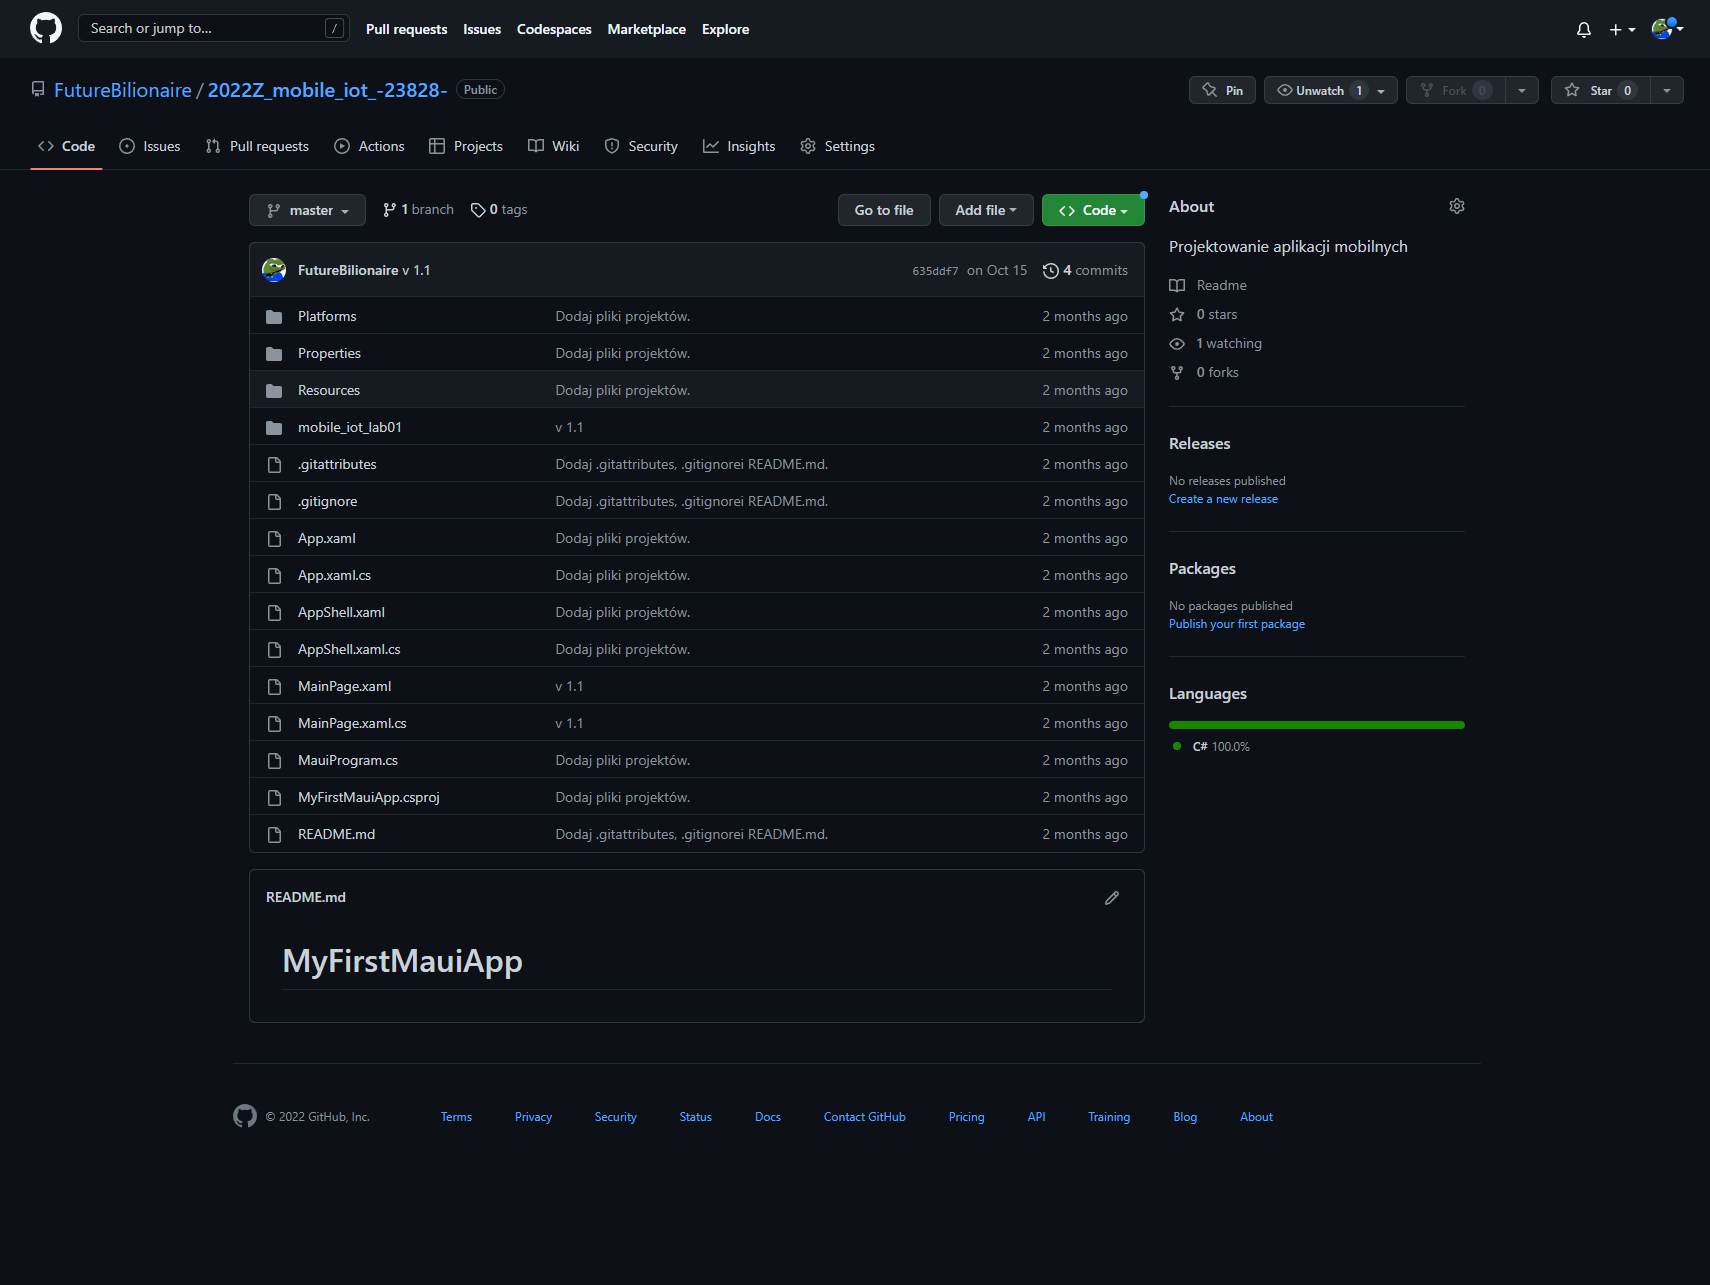 Search or jump to... /
Pull requests Issues Codespaces Marketplace Explore
FutureBilionaire / 2022Z_mobile_iot_-23828- Public
Pin Unwatch 1 Fork 0 Star 0
Code Issues Pull requests Actions Projects Wiki Security Insights Settings
master 1 branch 0 tags Go to file Add file Code
FutureBilionaire v 1.1 635ddf7 on Oct 15 4 commits
Platforms Dodaj pliki projektów. 2 months ago
Properties Dodaj pliki projektów. 2 months ago
Resources Dodaj pliki projektów. 2 months ago
mobile_iot_lab01 v 1.1 2 months ago
.gitattributes Dodaj .gitattributes, .gitignorei README.md. 2 months ago
.gitignore Dodaj .gitattributes, .gitignorei README.md. 2 months ago
App.xaml Dodaj pliki projektów. 2 months ago
App.xaml.cs Dodaj pliki projektów. 2 months ago
AppShell.xaml Dodaj pliki projektów. 2 months ago
AppShell.xaml.cs Dodaj pliki projektów. 2 months ago
MainPage.xaml v 1.1 2 months ago
MainPage.xaml.cs v 1.1 2 months ago
MauiProgram.cs Dodaj pliki projektów. 2 months ago
MyFirstMauiApp.csproj Dodaj pliki projektów. 2 months ago
README.md Dodaj .gitattributes, .gitignorei README.md. 2 months ago
README.md
MyFirstMauiApp
About
Projektowanie aplikacji mobilnych
Readme
0 stars
1 watching
0 forks
Releases
No releases published
Create a new release
Packages
No packages published
Publish your first package
Languages
C# 100.0%
© 2022 GitHub, Inc. Terms Privacy Security Status Docs Contact GitHub Pricing API Training Blog About